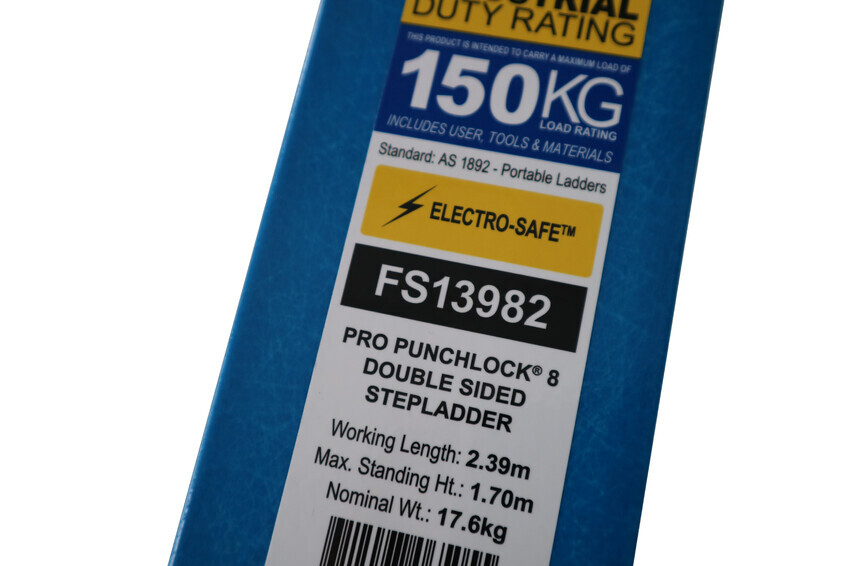 DUTY RATING
THIS PRODUCT IS INTENDED TO CARRY A MAXIMUM LOAD OF
150KG
LOAD RATING
INCLUDES USER, TOOLS & MATERIALS
Standard: AS 1892 - Portable Ladders
ELECTRO-SAFE™
FS13982
PRO PUNCHLOCK® 8
DOUBLE SIDED
STEPLADDER
Working Length: 2.39m
Max. Standing Ht.: 1.70m
Nominal Wt.: 17.6kg